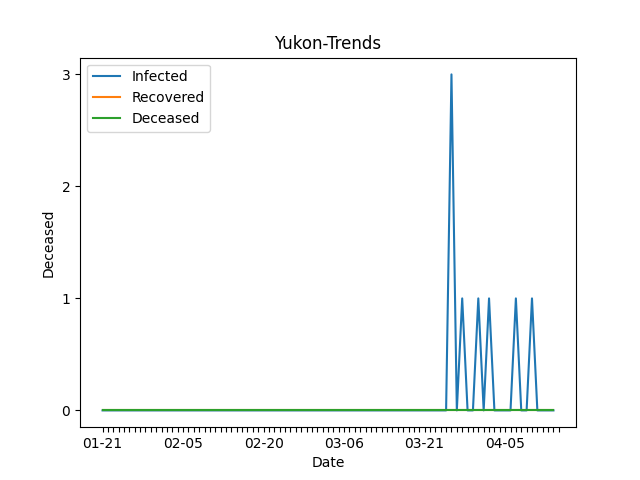 Yukon-Trends
Infected
Recovered
Deceased
3
2
1
0
Deceased
01-21 02-05 02-20 03-06 03-21 04-05
Date